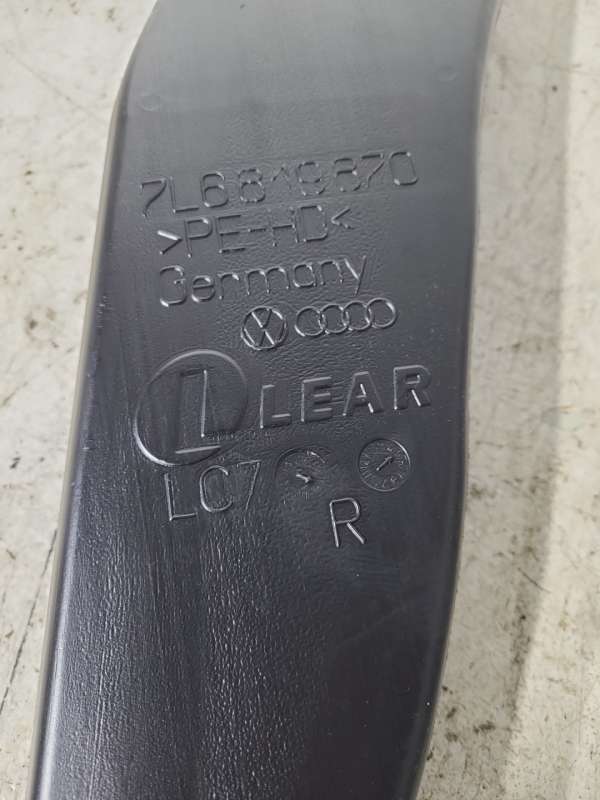 7L6819870
>PE-HD<
Germany
LEAR
LC7
R